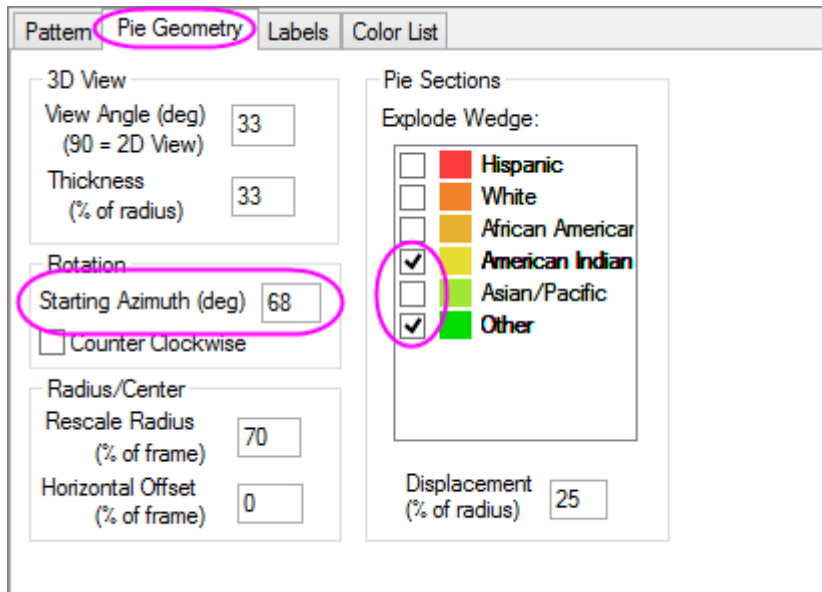 Pattern Pie Geometry Labels Color List
3D View
View Angle (deg) 33
(90 = 2D View)
Thickness
(% of radius) 33
Rotation
Starting Azimuth (deg) 68
Counter Clockwise
Radius/Center
Rescale Radius
(% of frame) 70
Horizontal Offset
(% of frame) 0
Pie Sections
Explode Wedge:
Hispanic
White
African American
American Indian
Asian/Pacific
Other
Displacement
(% of radius) 25